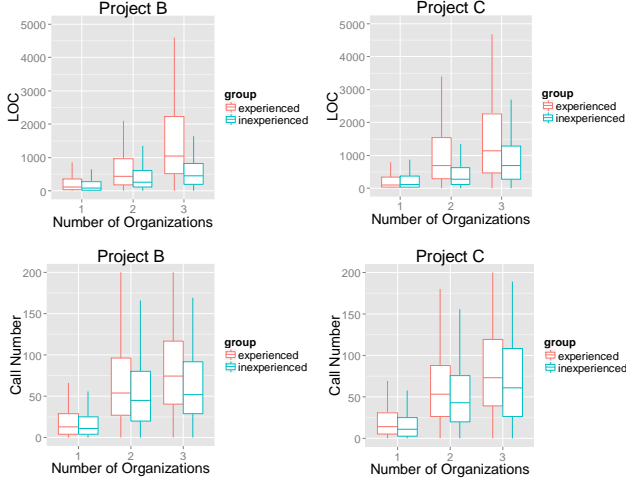 Project B
5000
4000
3000
2000
1000
0
LOC
1
2
3
Number of Organizations
group
experienced
inexperienced
Project C
5000
4000
3000
2000
1000
0
LOC
1
2
3
Number of Organizations
group
experienced
inexperienced
Project B
200
150
100
50
0
Call Number
1
2
3
Number of Organizations
group
experienced
inexperienced
Project C
200
150
100
50
0
Call Number
1
2
3
Number of Organizations
group
experienced
inexperienced